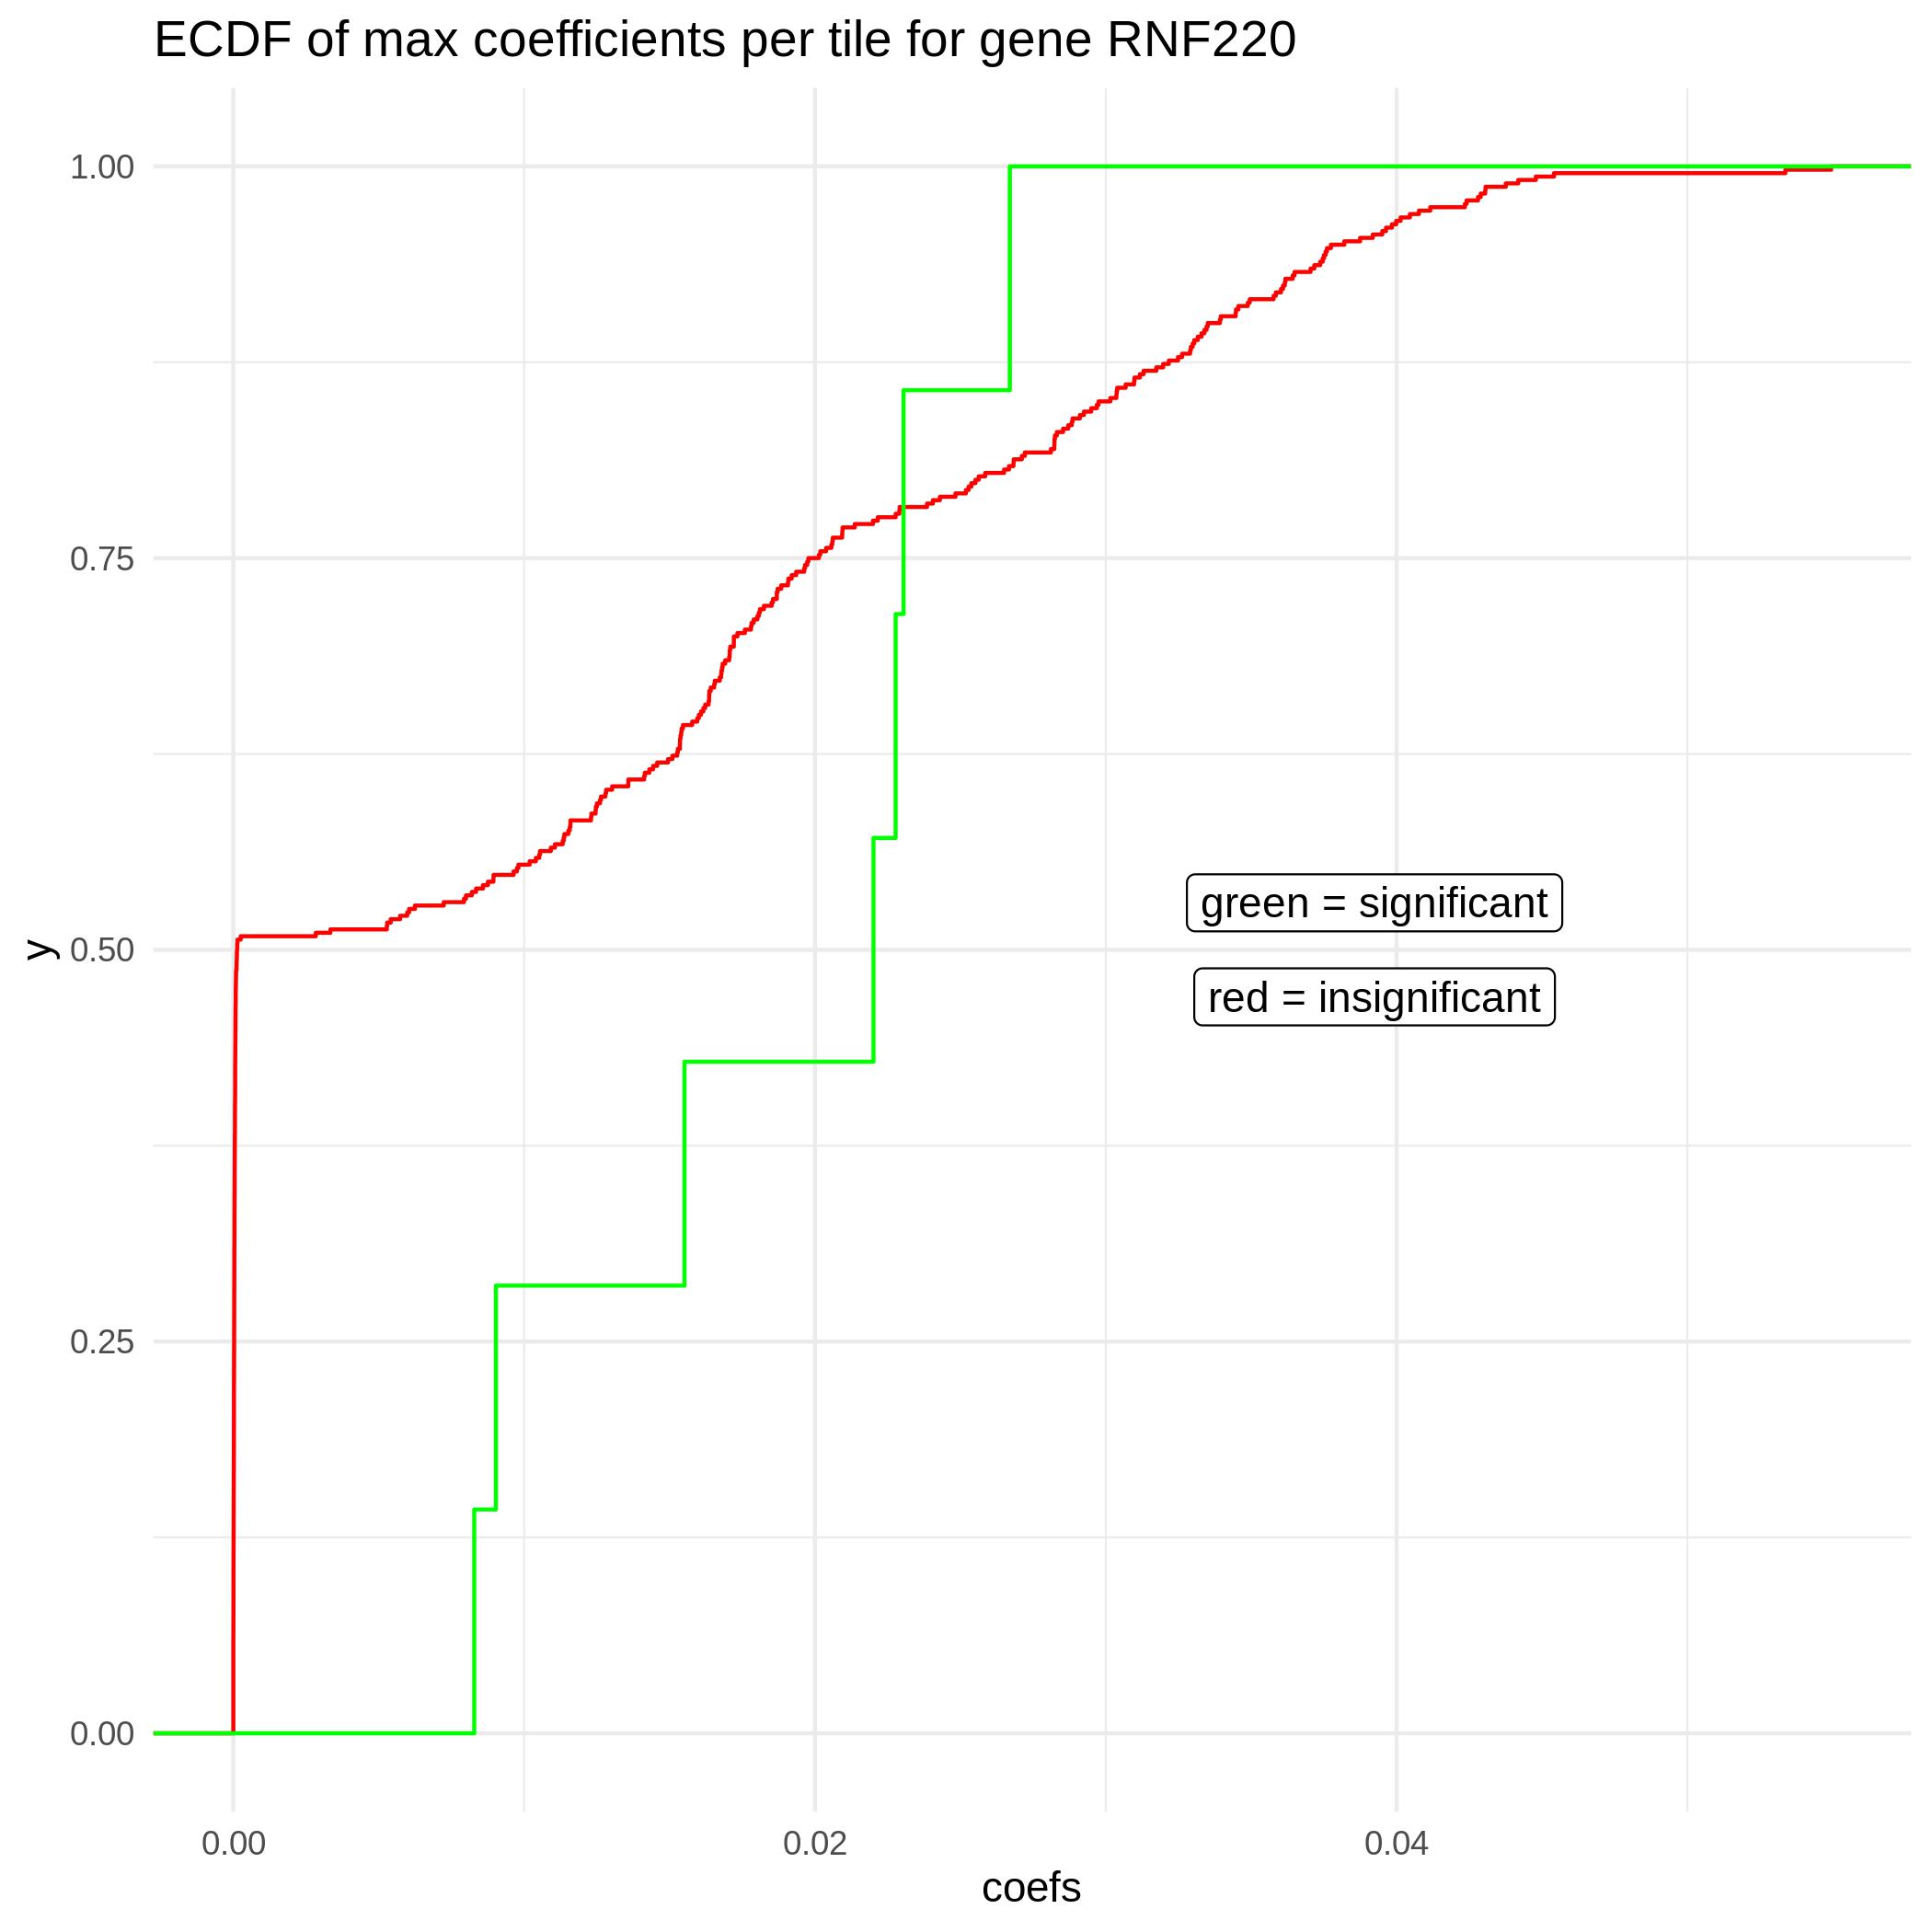 ECDF of max coefficients per tile for gene RNF220
1.00
0.75
0.50
0.25
0.00
y
green = significant
red = insignificant
0.00 0.02 0.04
coefs